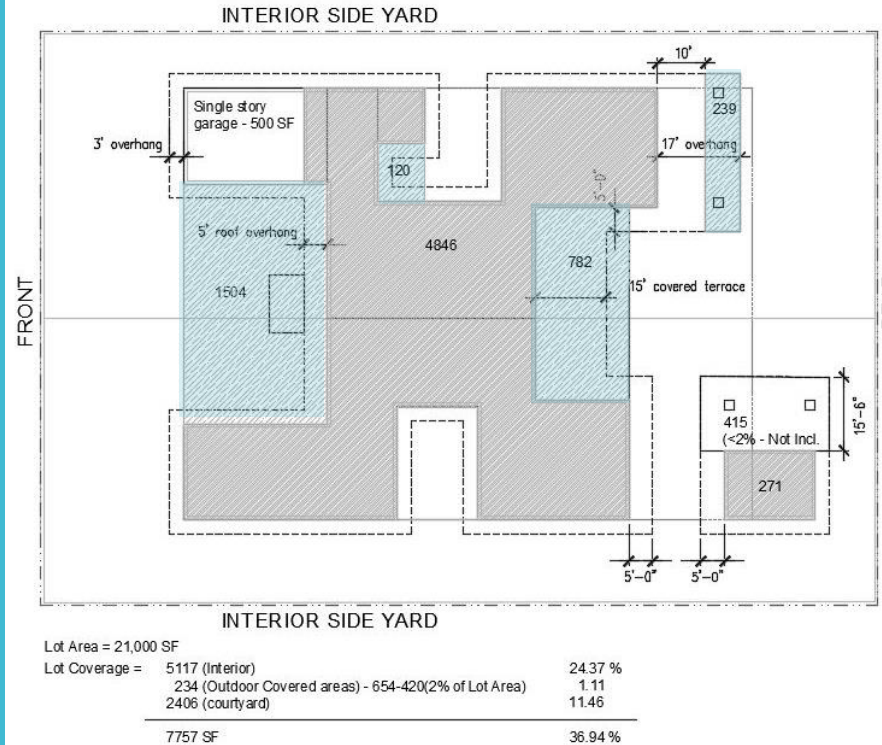 INTERIOR SIDE YARD
10'
Single story
garage - 500 SF
239
3' overhang
17' overhang
120
5'-0"
5' roof overhang
4846
782
1504
15' covered terrace
FRONT
415
(<2% - Not Incl.
15'-6"
271
5'-0"
5'-0"
INTERIOR SIDE YARD
Lot Area = 21,000 SF
Lot Coverage = 5117 (Interior) 24.37 %
234 (Outdoor Covered areas) - 654-420(2% of Lot Area) 1.11
2406 (courtyard) 11.46
7757 SF 36.94 %